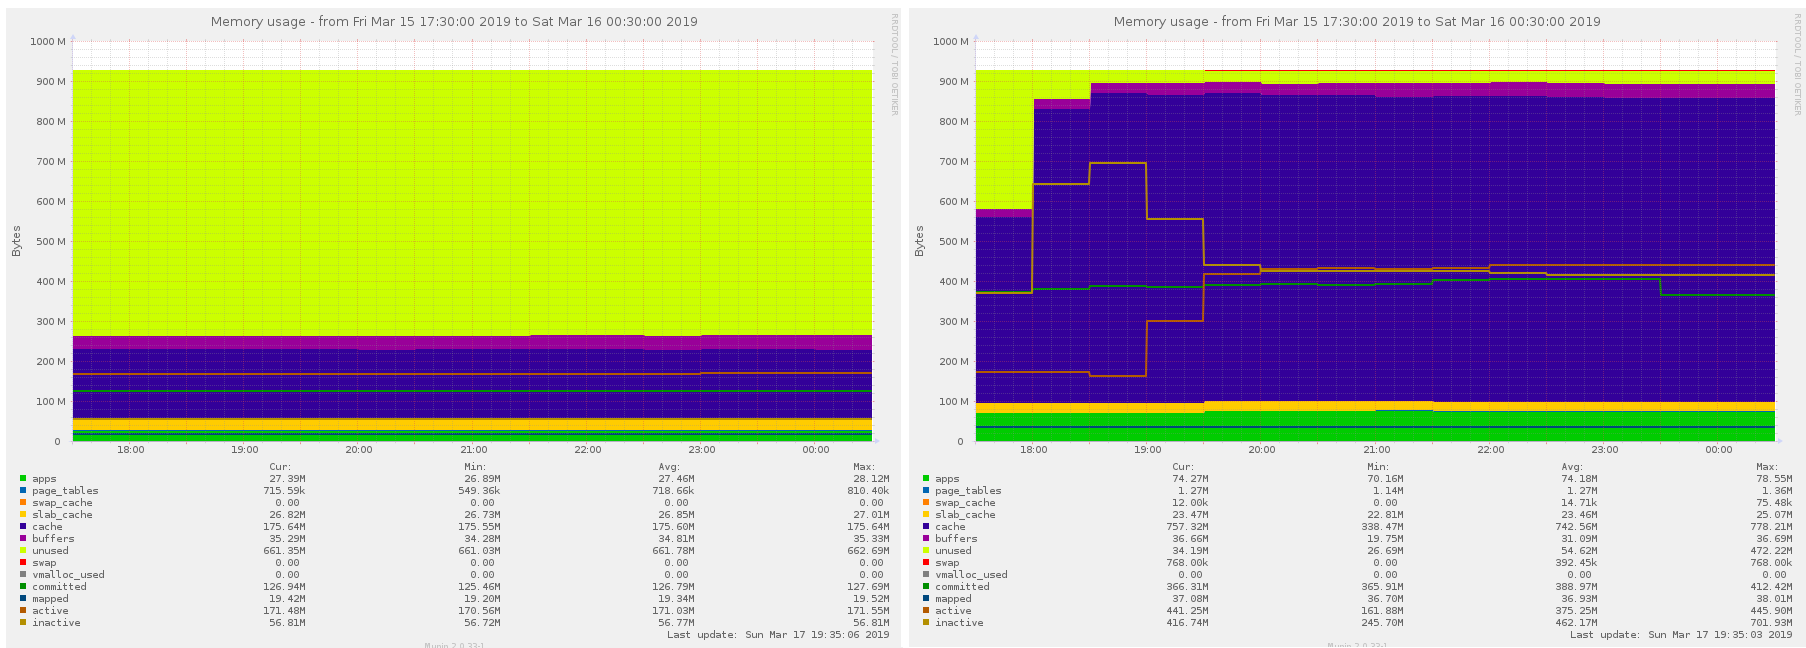 Memory usage - from Fri Mar 15 17:30:00 2019 to Sat Mar 16 00:30:00 2019
RRDTOOL / TOBI OETIKER
Bytes
1000 M
900 M
800 M
700 M
600 M
500 M
400 M
300 M
200 M
100 M
0
18:00 19:00 20:00 21:00 22:00 23:00 00:00
Cur: Min: Avg: Max:
apps 27.39M 26.89M 27.46M 28.12M
page_tables 715.59k 549.36k 718.66k 810.40k
swap_cache 0.00 0.00 0.00 0.00
slab_cache 26.82M 26.73M 26.85M 27.01M
cache 175.64M 175.55M 175.60M 175.64M
buffers 35.29M 34.28M 34.81M 35.33M
unused 661.35M 661.03M 661.78M 662.69M
swap 0.00 0.00 0.00 0.00
vmalloc_used 0.00 0.00 0.00 0.00
committed 126.94M 125.46M 126.79M 127.69M
mapped 19.42M 19.20M 19.34M 19.52M
active 171.48M 170.56M 171.03M 171.55M
inactive 56.81M 56.72M 56.77M 56.81M
Last update: Sun Mar 17 19:35:06 2019
Munin 2.0.33-1
Memory usage - from Fri Mar 15 17:30:00 2019 to Sat Mar 16 00:30:00 2019
RRDTOOL / TOBI OETIKER
Bytes
1000 M
900 M
800 M
700 M
600 M
500 M
400 M
300 M
200 M
100 M
0
18:00 19:00 20:00 21:00 22:00 23:00 00:00
Cur: Min: Avg: Max:
apps 74.27M 70.16M 74.18M 78.55M
page_tables 1.27M 1.14M 1.27M 1.36M
swap_cache 12.00k 0.00 14.71k 75.48k
slab_cache 23.47M 22.81M 23.46M 25.07M
cache 757.32M 338.47M 742.56M 778.21M
buffers 36.66M 19.75M 31.09M 36.69M
unused 34.19M 26.69M 54.62M 472.22M
swap 768.00k 0.00 392.45k 768.00k
vmalloc_used 0.00 0.00 0.00 0.00
committed 366.31M 365.91M 388.97M 412.42M
mapped 37.08M 36.70M 36.93M 38.01M
active 441.25M 161.88M 375.25M 445.90M
inactive 416.74M 245.70M 462.17M 701.93M
Last update: Sun Mar 17 19:35:03 2019
Munin 2.0.33-1